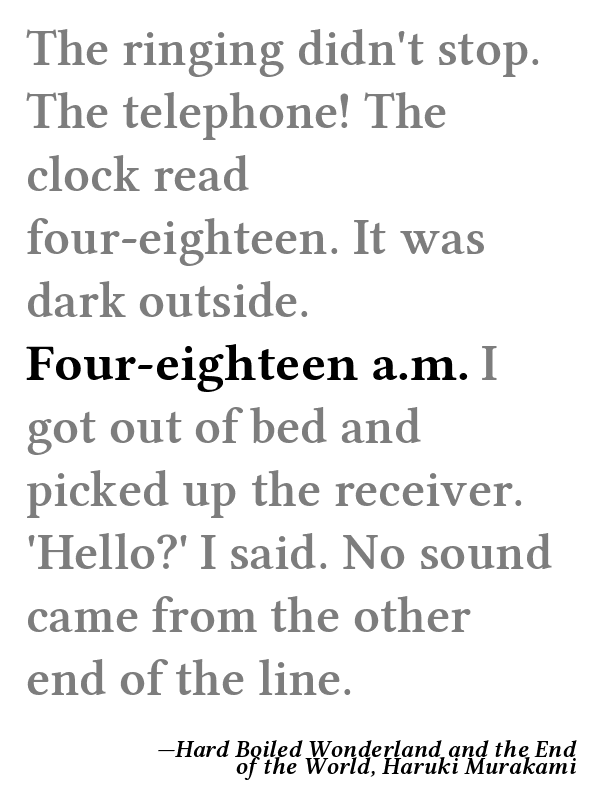 The ringing didn't stop.
The telephone! The
clock read
four-eighteen. It was
dark outside.
Four-eighteen a.m. I
got out of bed and
picked up the receiver.
'Hello?' I said. No sound
came from the other
end of the line.
—Hard Boiled Wonderland and the End
of the World, Haruki Murakami